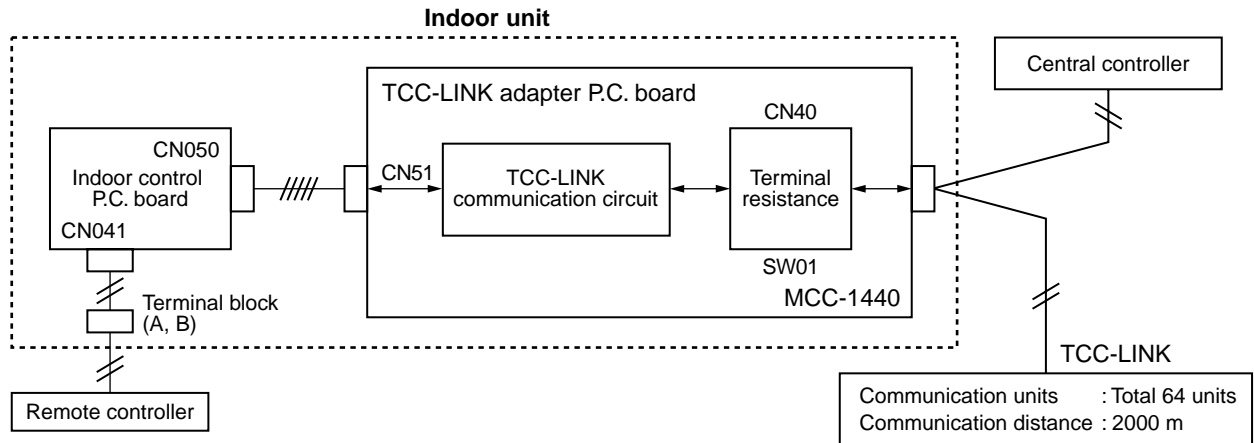 Indoor unit
Central controller
TCC-LINK adapter P.C. board
CN40
CN050
Indoor control
P.C. board
CN041
CN51
TCC-LINK
communication circuit
Terminal
resistance
SW01
MCC-1440
Terminal block
(A, B)
TCC-LINK
Remote controller
Communication units : Total 64 units
Communication distance : 2000 m